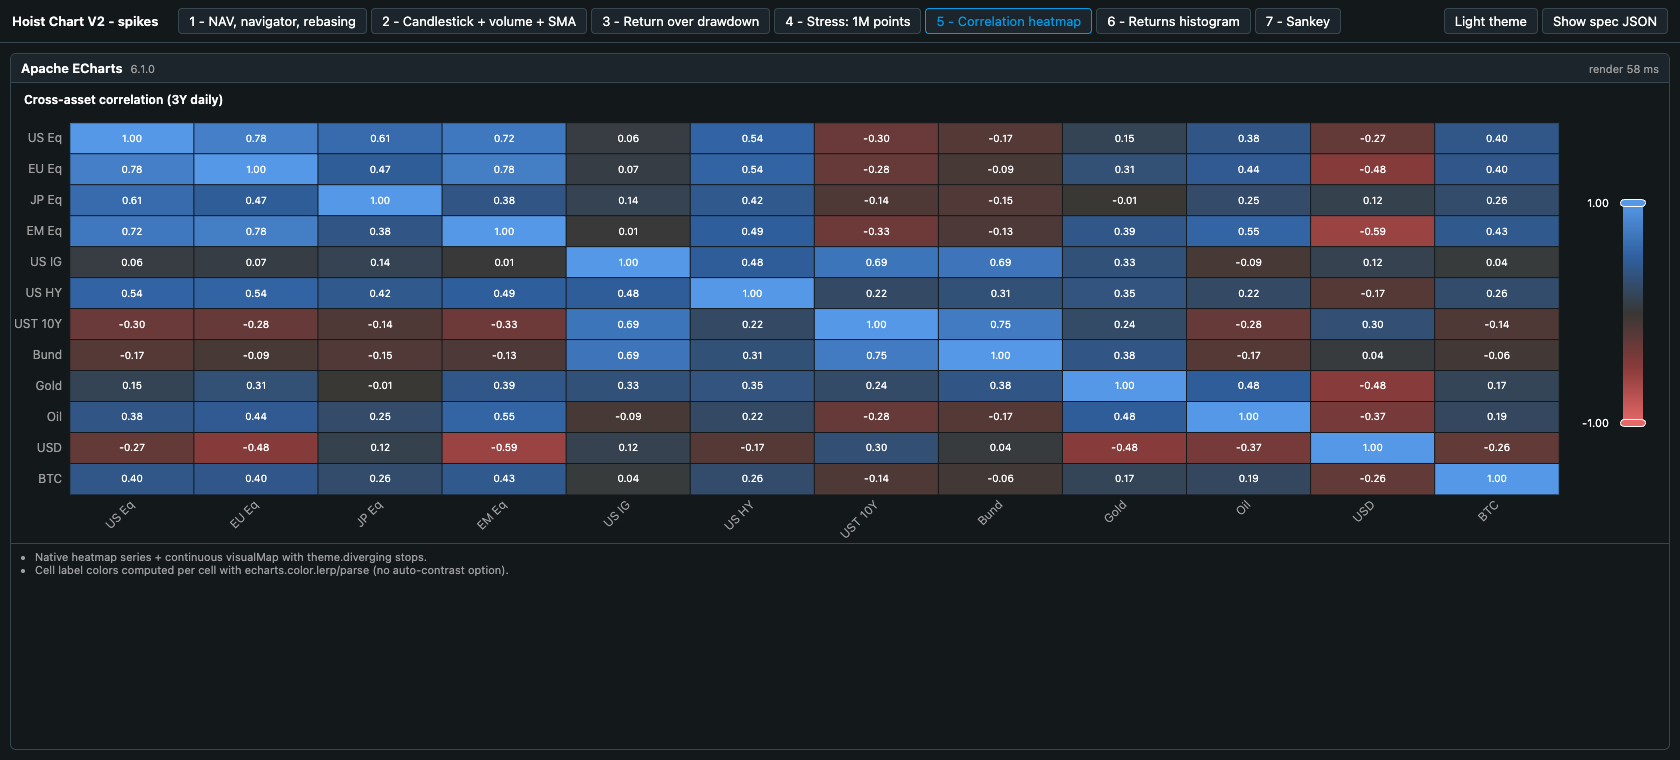 Hoist Chart V2 - spikes 1 - NAV, navigator, rebasing 2 - Candlestick + volume + SMA 3 - Return over drawdown 4 - Stress: 1M points 5 - Correlation heatmap 6 - Returns histogram 7 - Sankey Light theme Show spec JSON
Apache ECharts 6.1.0 render 58 ms
Cross-asset correlation (3Y daily)
US Eq 1.00 0.78 0.61 0.72 0.06 0.54 -0.30 -0.17 0.15 0.38 -0.27 0.40
EU Eq 0.78 1.00 0.47 0.78 0.07 0.54 -0.28 -0.09 0.31 0.44 -0.48 0.40
JP Eq 0.61 0.47 1.00 0.38 0.14 0.42 -0.14 -0.15 -0.01 0.25 0.12 0.26
1.00
EM Eq 0.72 0.78 0.38 1.00 0.01 0.49 -0.33 -0.13 0.39 0.55 -0.59 0.43
US IG 0.06 0.07 0.14 0.01 1.00 0.48 0.69 0.69 0.33 -0.09 0.12 0.04
US HY 0.54 0.54 0.42 0.49 0.48 1.00 0.22 0.31 0.35 0.22 -0.17 0.26
UST 10Y -0.30 -0.28 -0.14 -0.33 0.69 0.22 1.00 0.75 0.24 -0.28 0.30 -0.14
Bund -0.17 -0.09 -0.15 -0.13 0.69 0.31 0.75 1.00 0.38 -0.17 0.04 -0.06
Gold 0.15 0.31 -0.01 0.39 0.33 0.35 0.24 0.38 1.00 0.48 -0.48 0.17
Oil 0.38 0.44 0.25 0.55 -0.09 0.22 -0.28 -0.17 0.48 1.00 -0.37 0.19
-1.00
USD -0.27 -0.48 0.12 -0.59 0.12 -0.17 0.30 0.04 -0.48 -0.37 1.00 -0.26
BTC 0.40 0.40 0.26 0.43 0.04 0.26 -0.14 -0.06 0.17 0.19 -0.26 1.00
US Eq EU Eq JP Eq EM Eq US IG US HY UST 10Y Bund Gold Oil USD BTC
• Native heatmap series + continuous visualMap with theme.diverging stops.
• Cell label colors computed per cell with echarts.color.lerp/parse (no auto-contrast option).